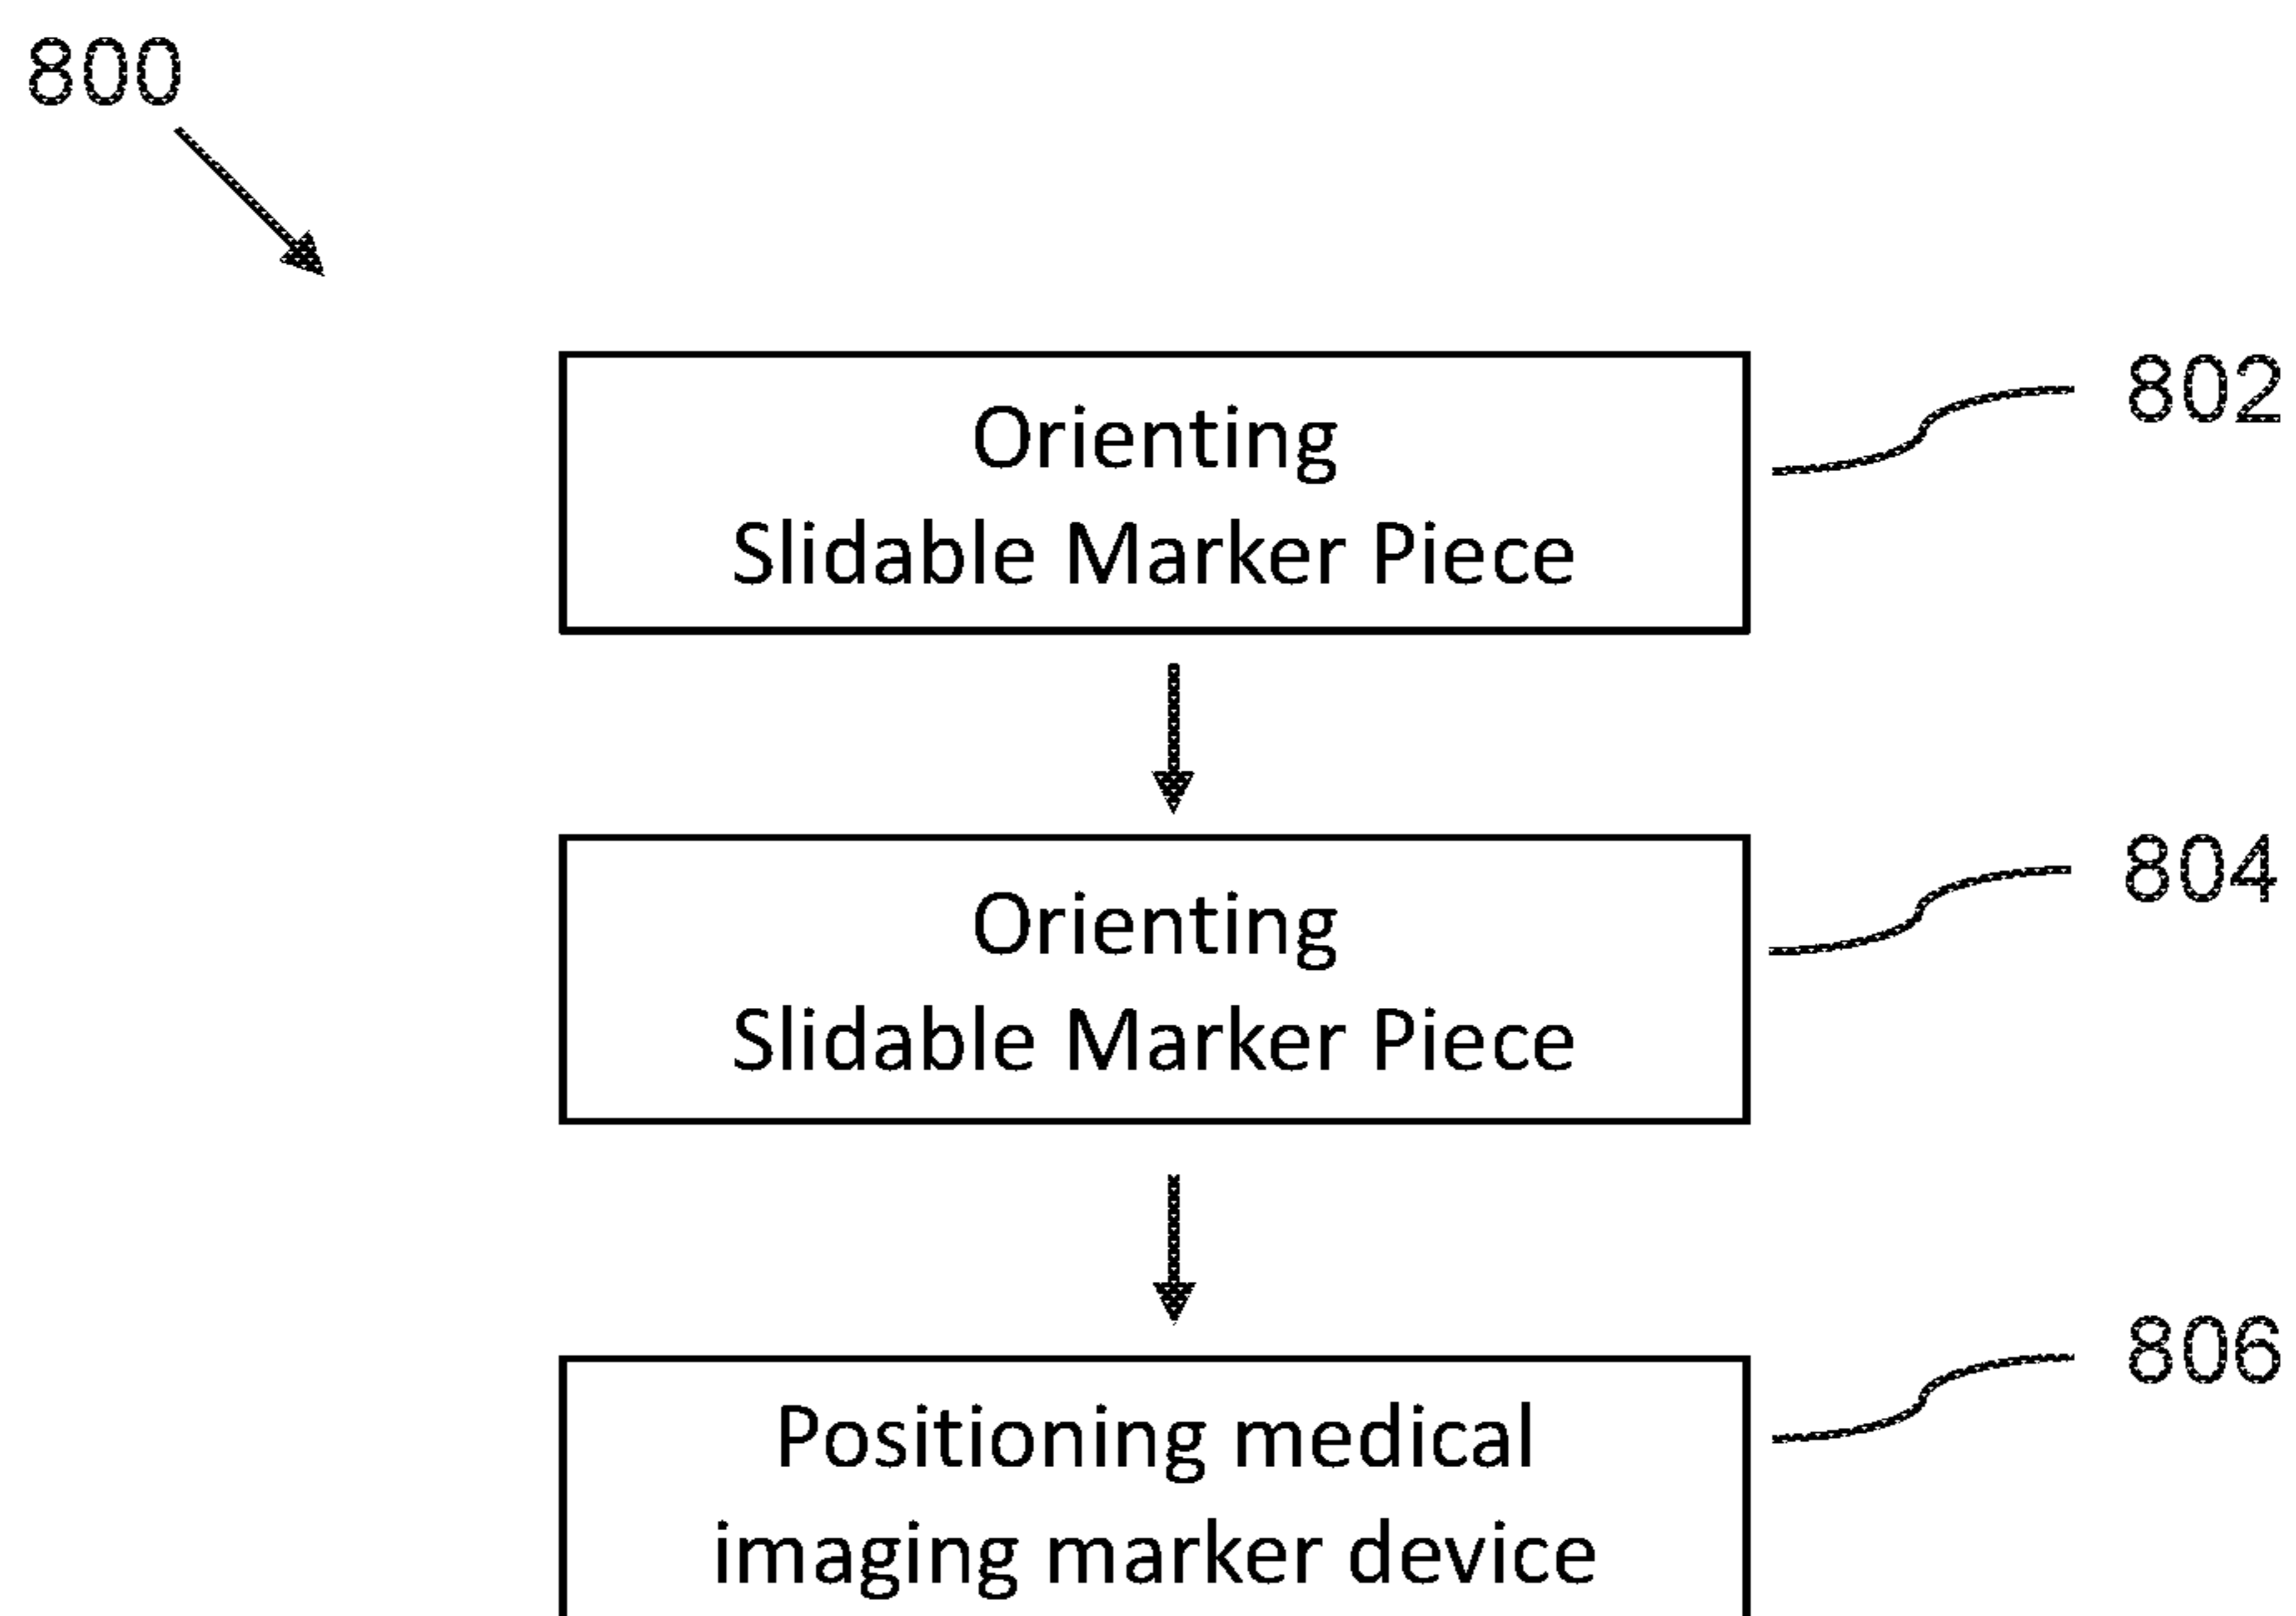 800
Orienting
Slidable Marker Piece
802
Orienting
Slidable Marker Piece
804
Positioning medical
imaging marker device
806